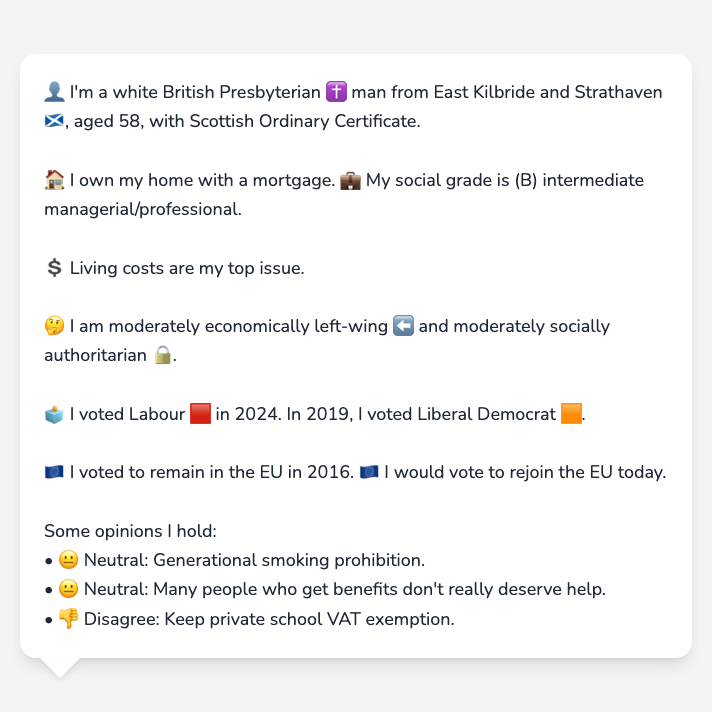 👤 I'm a white British Presbyterian ✝️ man from East Kilbride and Strathaven
🏴󠁧󠁢󠁳󠁣󠁴󠁿, aged 58, with Scottish Ordinary Certificate.
🏠 I own my home with a mortgage. 💼 My social grade is (B) intermediate
managerial/professional.
💲 Living costs are my top issue.
🤔 I am moderately economically left-wing ⬅️ and moderately socially
authoritarian 🔒.
🗳️ I voted Labour 🟥 in 2024. In 2019, I voted Liberal Democrat 🟧.
🇪🇺 I voted to remain in the EU in 2016. 🇪🇺 I would vote to rejoin the EU today.
Some opinions I hold:
• 😐 Neutral: Generational smoking prohibition.
• 😐 Neutral: Many people who get benefits don't really deserve help.
• 👎 Disagree: Keep private school VAT exemption.